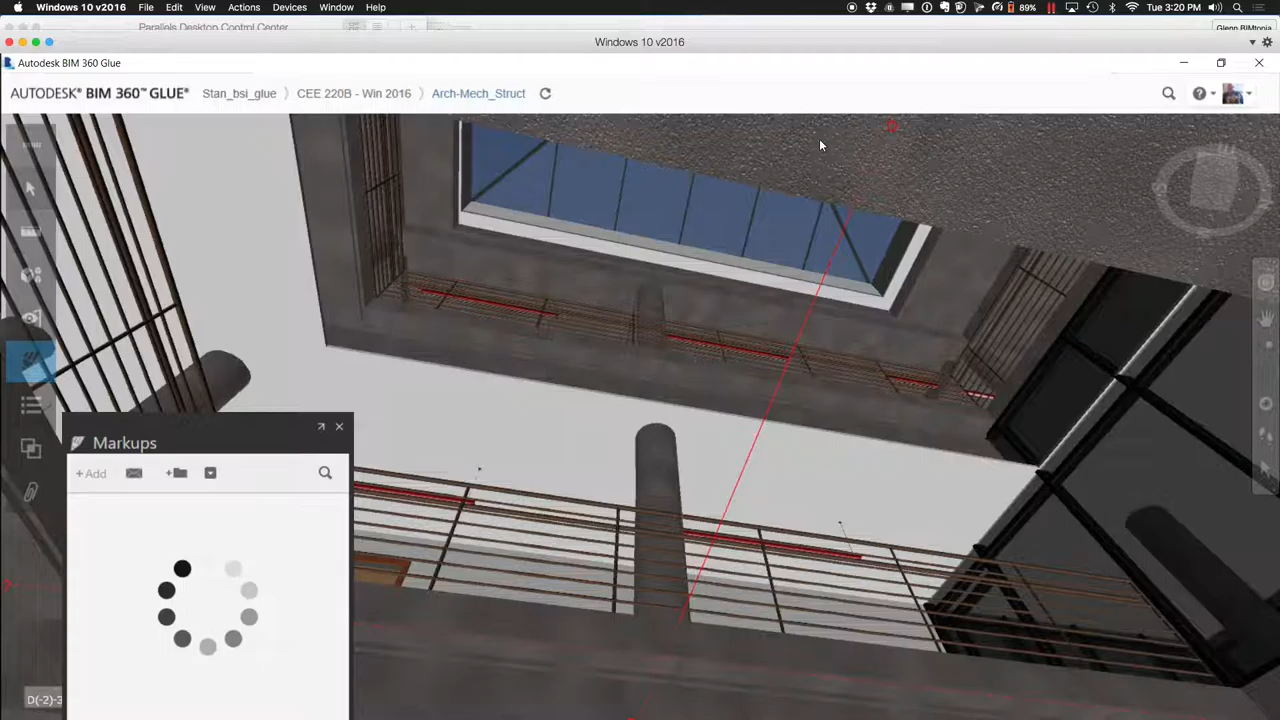 Windows 10 v2016 File Edit View Actions Devices Window Help
89% Tue 3:20 PM
Parallels Desktop Control Center
Glenn BIMtopia
Windows 10 v2016
Autodesk BIM 360 Glue
AUTODESK® BIM 360™ GLUE® Stan_bsi_glue CEE 220B - Win 2016 Arch-Mech_Struct
Markups
+Add